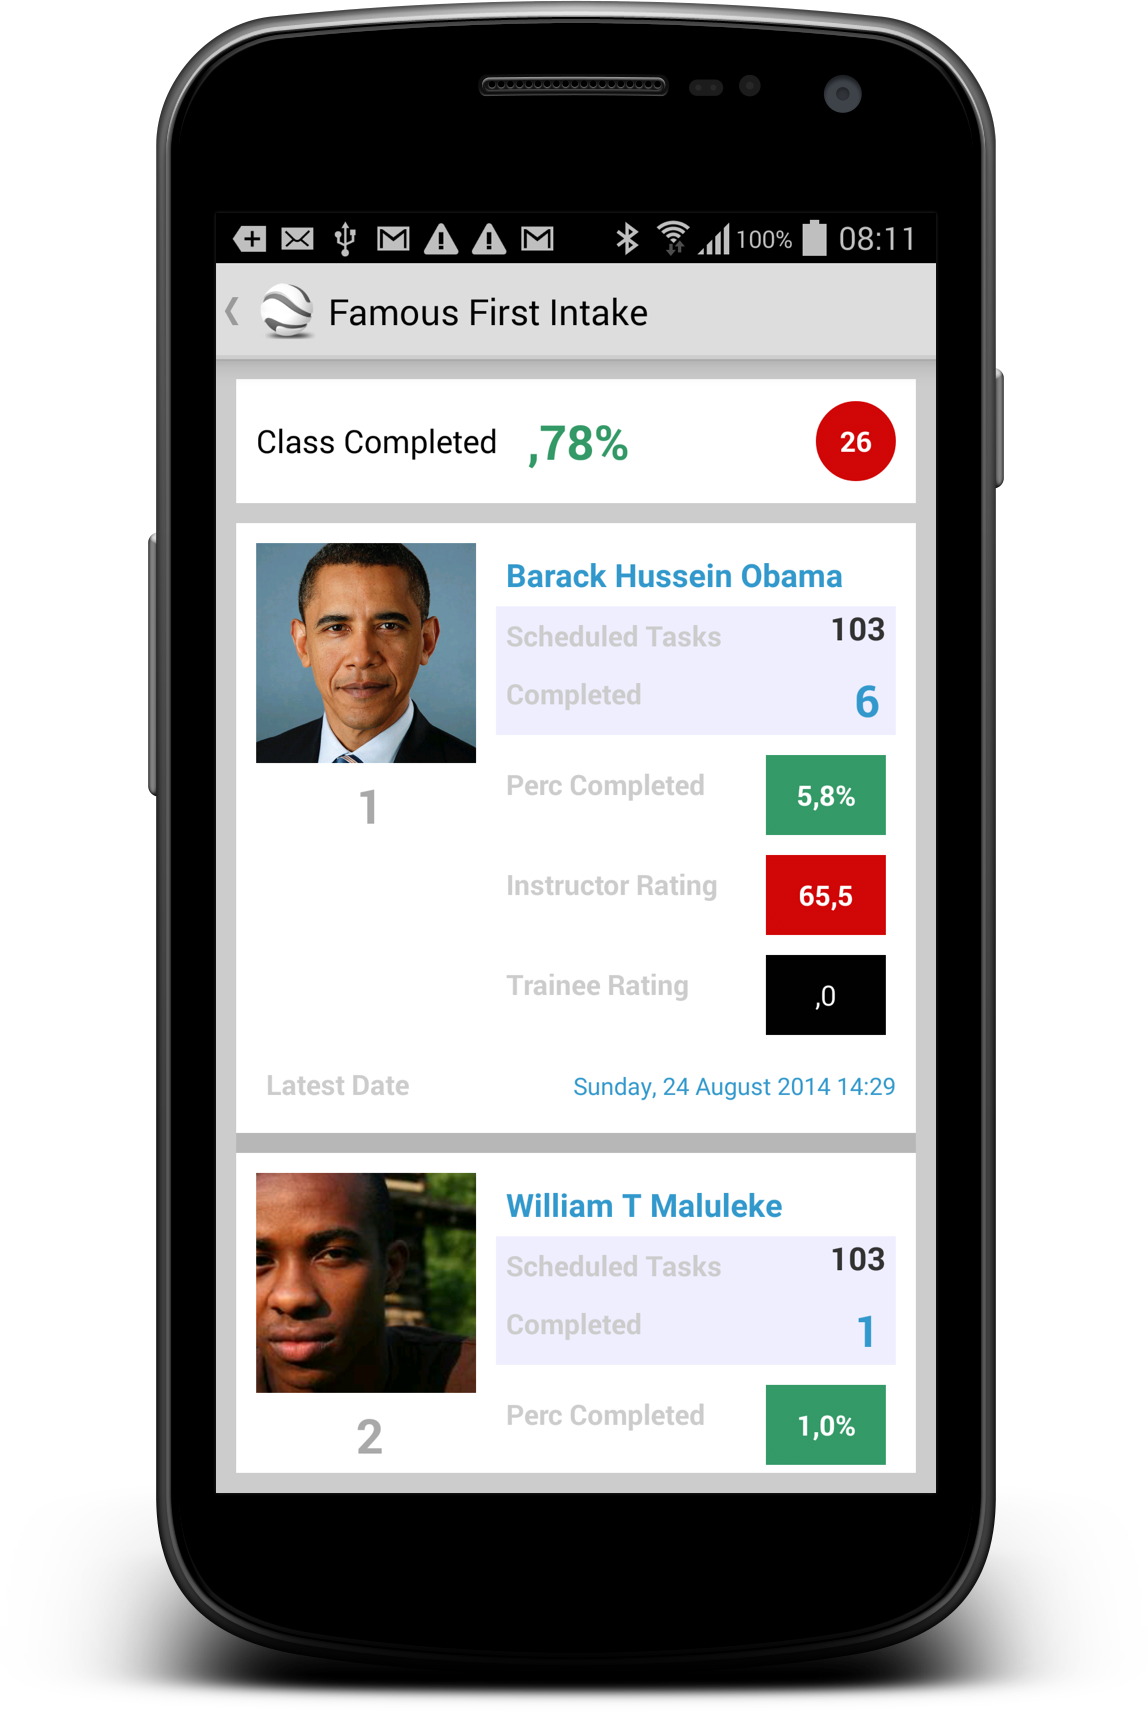 100% 08:11
Famous First Intake
Class Completed ,78% 26
Barack Hussein Obama
Scheduled Tasks 103
Completed 6
1
Perc Completed 5,8%
Instructor Rating 65,5
Trainee Rating ,0
Latest Date Sunday, 24 August 2014 14:29
William T Maluleke
Scheduled Tasks 103
Completed 1
Perc Completed 1,0%
2